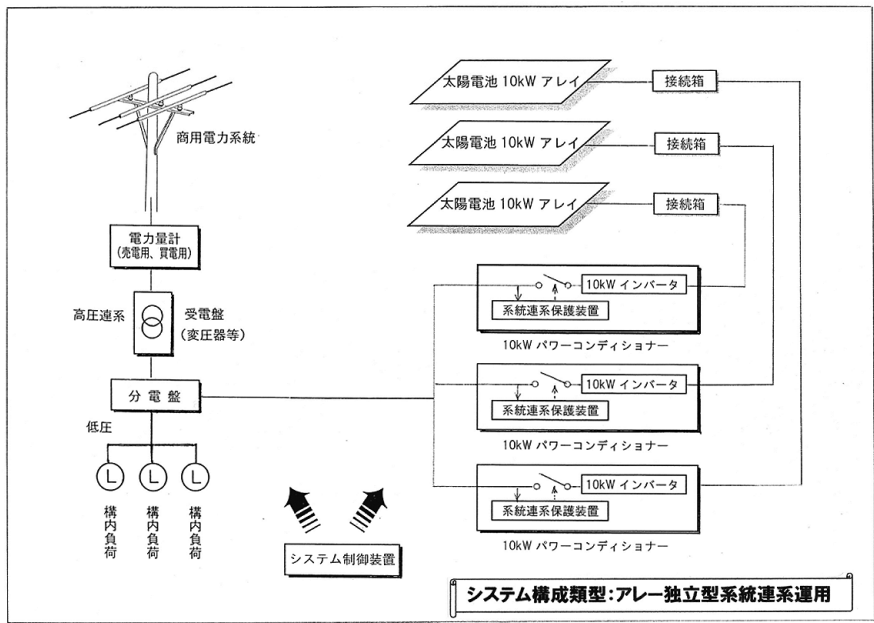 太陽電池 10kW アレイ
接続箱
太陽電池 10kW アレイ
接続箱
太陽電池 10kW アレイ
接続箱
商用電力系統
電力量計
(売電用、買電用)
高圧連系
受電盤
(変圧器等)
分電盤
低圧
L
L
L
構内負荷
構内負荷
構内負荷
10kW インバータ
系統連系保護装置
10kW パワーコンディショナー
10kW インバータ
系統連系保護装置
10kW パワーコンディショナー
10kW インバータ
系統連系保護装置
10kW パワーコンディショナー
システム制御装置
システム構成類型:アレー独立型系統連系運用